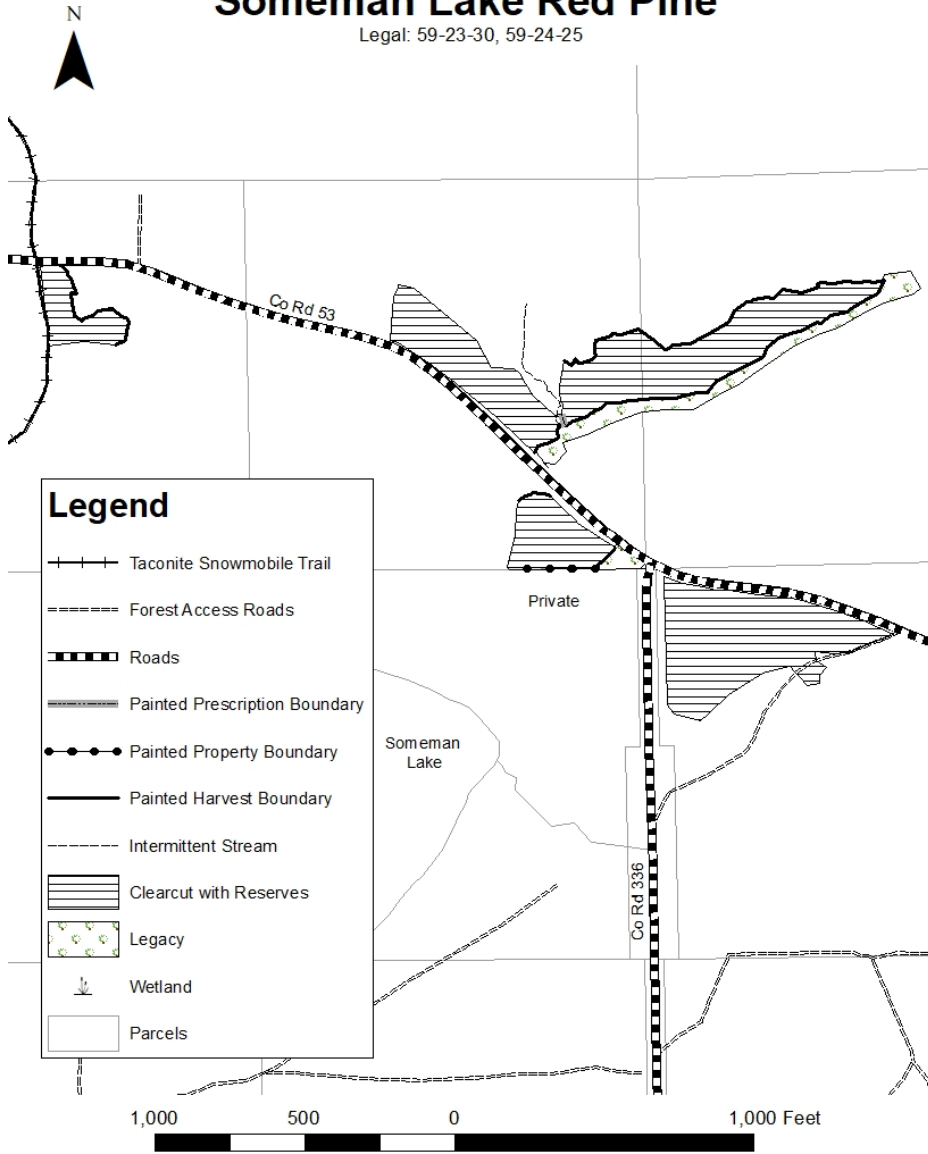 Someman Lake Red Pine
Legal: 59-23-30, 59-24-25
N
Co Rd 53
Legend
Taconite Snowmobile Trail
Forest Access Roads
Roads
Painted Prescription Boundary
Painted Property Boundary
Painted Harvest Boundary
Intermittent Stream
Clearcut with Reserves
Legacy
Wetland
Parcels
Private
Someman
Lake
Co Rd 336
1,000 500 0 1,000 Feet